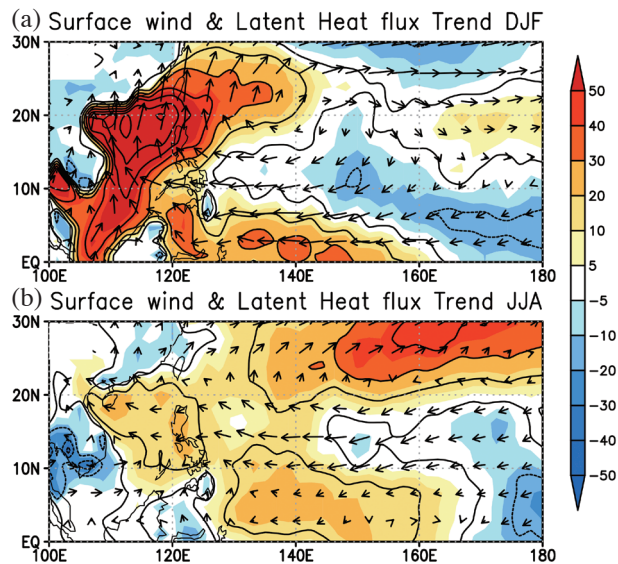 (a) Surface wind & Latent Heat flux Trend DJF
30N
20N
10N
EQ
100E 120E 140E 160E 180
(b) Surface wind & Latent Heat flux Trend JJA
30N
20N
10N
EQ
100E 120E 140E 160E 180
50
40
30
20
10
5
-5
-10
-20
-30
-40
-50